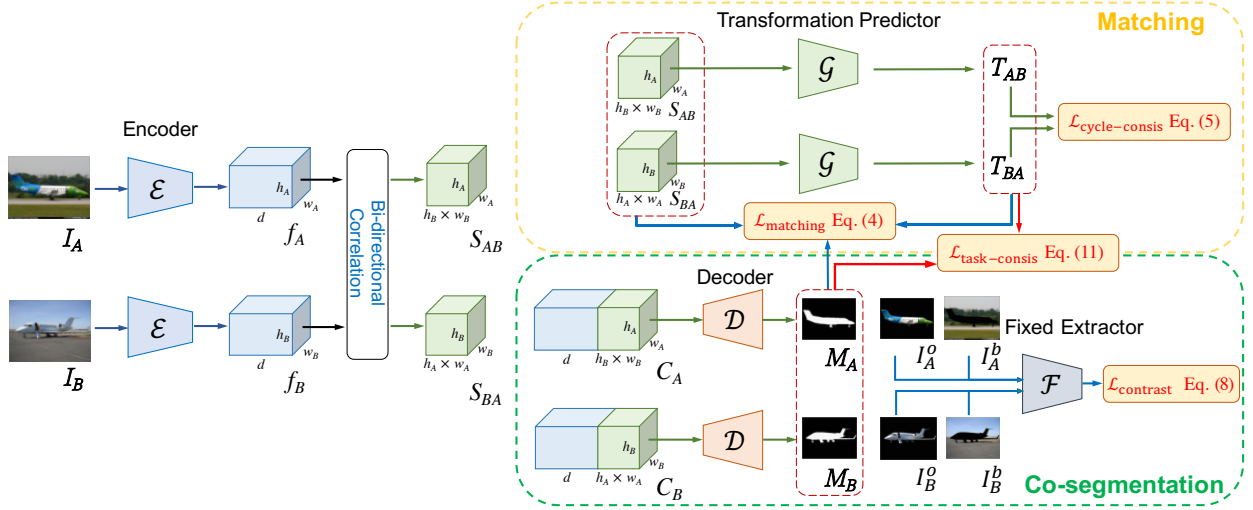 Transformation Predictor
Matching
h_A
w_A
h_B × w_B
S_AB
𝒢
T_AB
ℒ_cycle−consis Eq. (5)
h_B
w_B
h_A × w_A
S_BA
𝒢
T_BA
ℒ_matching Eq. (4)
ℒ_task−consis Eq. (11)
Encoder
I_A
ℰ
h_A
w_A
d
f_A
Bi-directional
Correlation
h_A
w_A
h_B × w_B
S_AB
I_B
ℰ
h_B
w_B
d
f_B
h_B
w_B
h_A × w_A
S_BA
Decoder
h_A
w_A
d
h_B × w_B
C_A
𝒟
M_A
I_A^o
I_A^b
Fixed Extractor
ℱ
ℒ_contrast Eq. (8)
h_B
w_B
d
h_A × w_A
C_B
𝒟
M_B
I_B^o
I_B^b
Co-segmentation